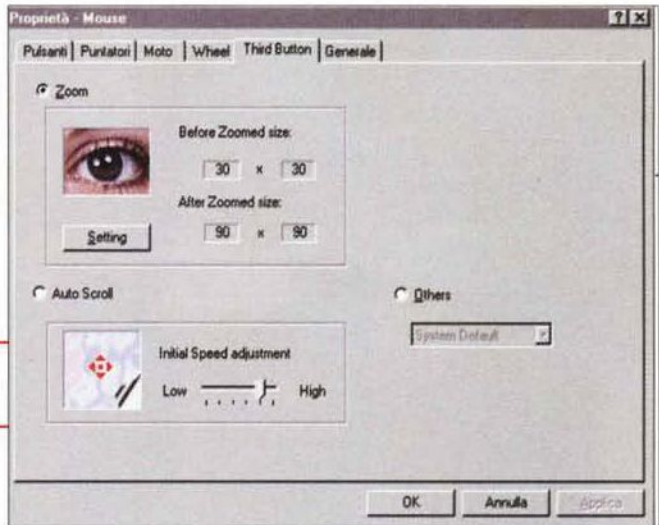 Proprietà - Mouse
Pulsanti Puntatori Moto Wheel Third Button Generale
Zoom
Before Zoomed size:
30 x 30
After Zoomed size:
Setting
90 x 90
Auto Scroll
Others
System Default
Initial Speed adjustment
Low High
OK Annulla Applica